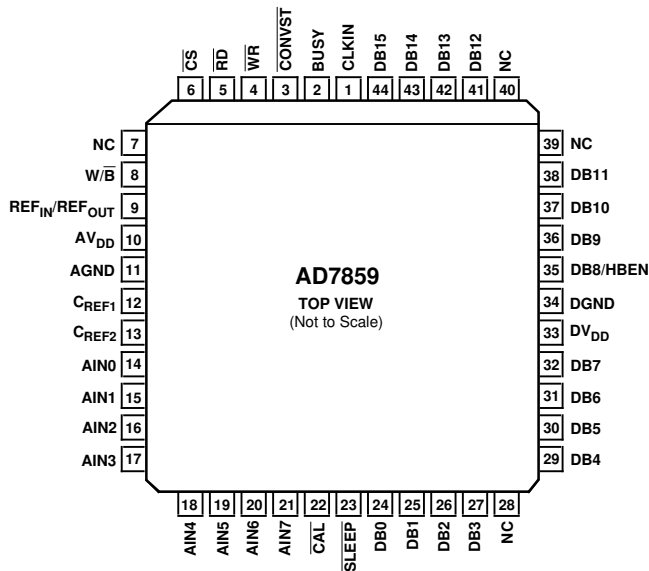 CS
RD
WR
CONVST
BUSY
CLKIN
DB15
DB14
DB13
DB12
NC
6 5 4 3 2 1 44 43 42 41 40
NC 7
W/B 8
REFIN/REFOUT 9
AVDD 10
AGND 11
CREF1 12
CREF2 13
AIN0 14
AIN1 15
AIN2 16
AIN3 17
AD7859
TOP VIEW
(Not to Scale)
39 NC
38 DB11
37 DB10
36 DB9
35 DB8/HBEN
34 DGND
33 DVDD
32 DB7
31 DB6
30 DB5
29 DB4
18 19 20 21 22 23 24 25 26 27 28
AIN4
AIN5
AIN6
AIN7
CAL
SLEEP
DB0
DB1
DB2
DB3
NC